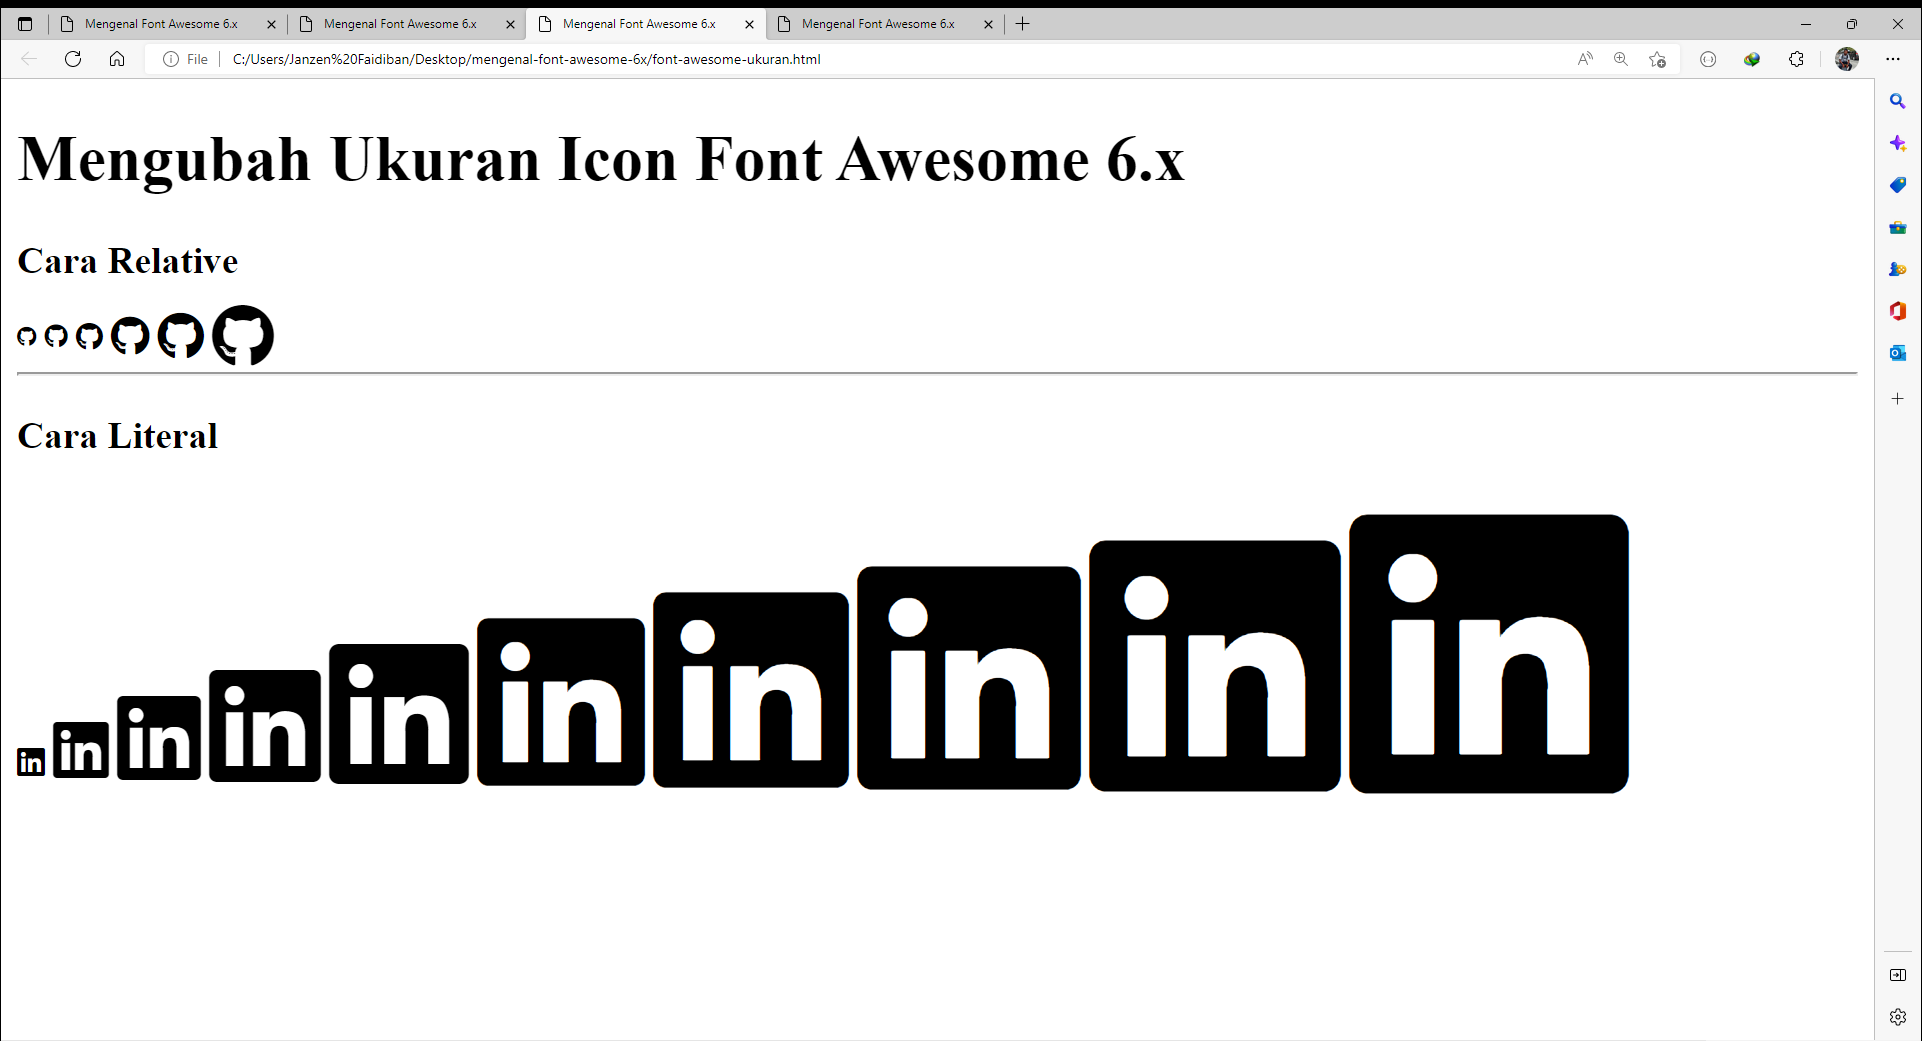 Mengenal Font Awesome 6.x Mengenal Font Awesome 6.x Mengenal Font Awesome 6.x Mengenal Font Awesome 6.x
File C:/Users/Janzen%20Faidiban/Desktop/mengenal-font-awesome-6x/font-awesome-ukuran.html
Mengubah Ukuran Icon Font Awesome 6.x
Cara Relative
Cara Literal
in in in in in in in in in in